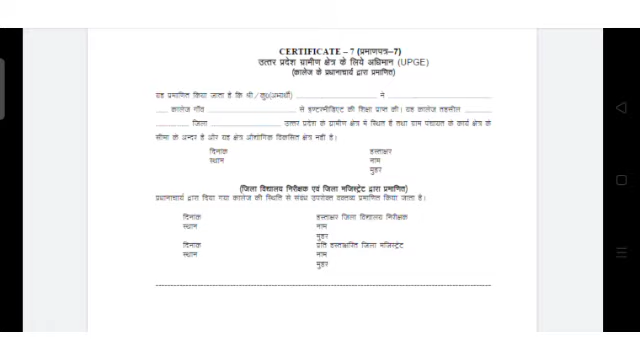 CERTIFICATE – 7 (प्रमाणपत्र–7)
उत्तर प्रदेश ग्रामीण क्षेत्र के लिये अधिमान (UPGE)
(कालेज के प्रधानाचार्य द्वारा प्रमाणित)
यह प्रमाणित किया जाता है कि श्री/कु0(अभ्यर्थी) ने
कालेज गाँव से इण्टरमीडिएट की शिक्षा प्राप्त की। यह कालेज तहसील
जिला उत्तर प्रदेश के ग्रामीण क्षेत्र में स्थित है तथा ग्राम पंचायत के कार्य क्षेत्र के
सीमा के अन्दर है और यह क्षेत्र औद्योगिक विकसित क्षेत्र नहीं है।
दिनांक हस्ताक्षर
स्थान नाम
मुहर
(जिला विद्यालय निरीक्षक एवं जिला मजिस्ट्रेट द्वारा प्रमाणित)
प्रधानाचार्य द्वारा दिया गया कालेज की स्थिति से संबंध उपरोक्त वक्तव्य प्रमाणित किया जाता है।
दिनांक हस्ताक्षर जिला विद्यालय निरीक्षक
स्थान नाम
मुहर
दिनांक प्रति हस्ताक्षरित जिला मजिस्ट्रेट
स्थान नाम
मुहर